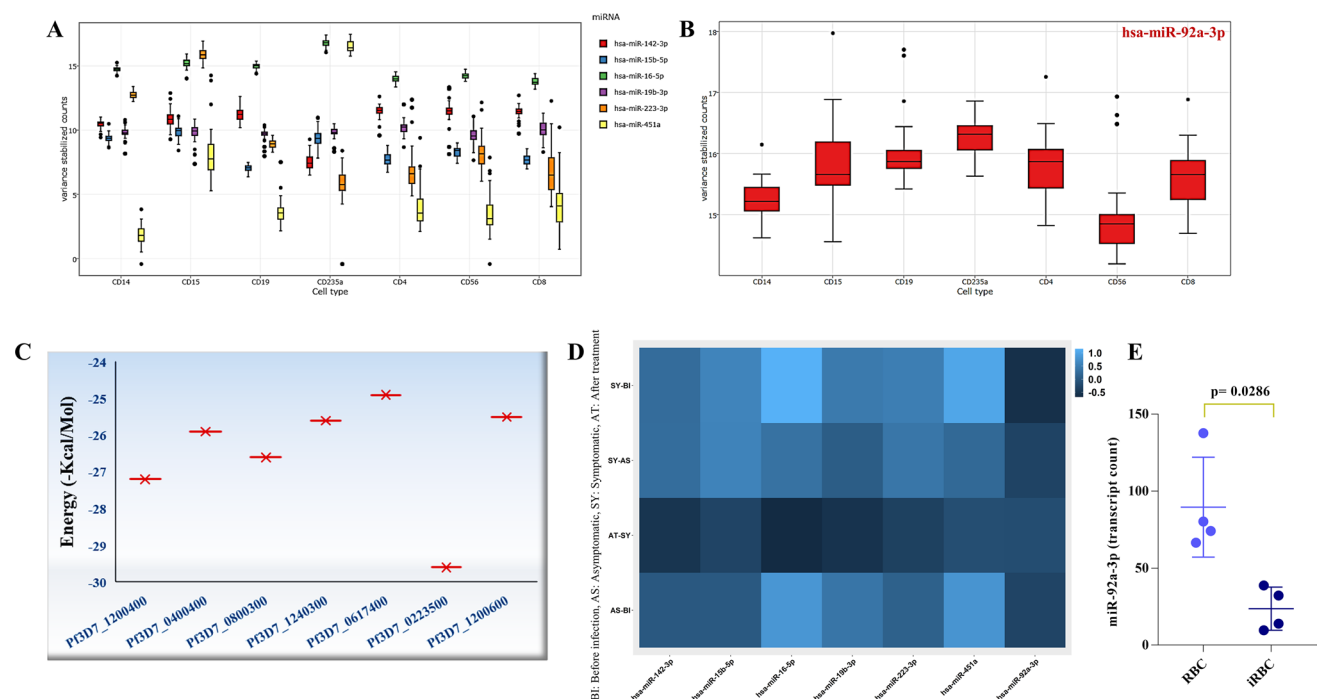 A
miRNA
hsa-miR-142-3p
hsa-miR-15b-5p
hsa-miR-16-5p
hsa-miR-19b-3p
hsa-miR-223-3p
hsa-miR-451a
variance stabilized counts
15
10
5
0
CD14 CD15 CD19 CD235a CD4 CD56 CD8
Cell type
B
hsa-miR-92a-3p
variance stabilized counts
18
17
16
15
CD14 CD15 CD19 CD235a CD4 CD56 CD8
Cell type
C
Energy (-Kcal/Mol)
-24
-25
-26
-27
-28
-29
-30
Pf3D7_1200400 Pf3D7_0400400 Pf3D7_0800300 Pf3D7_1240300 Pf3D7_0617400 Pf3D7_0223500 Pf3D7_1200600
D
BI: Before infection, AS: Asymptomatic, SY: Symptomatic, AT: After treatment
SY-BI
SY-AS
AT-SY
AS-BI
hsa-miR-142-3p hsa-miR-15b-5p hsa-miR-16-5p hsa-miR-19b-3p hsa-miR-223-3p hsa-miR-451a hsa-miR-92a-3p
1.0
0.5
0.0
-0.5
E
p= 0.0286
miR-92a-3p (transcript count)
150
100
50
0
RBC iRBC